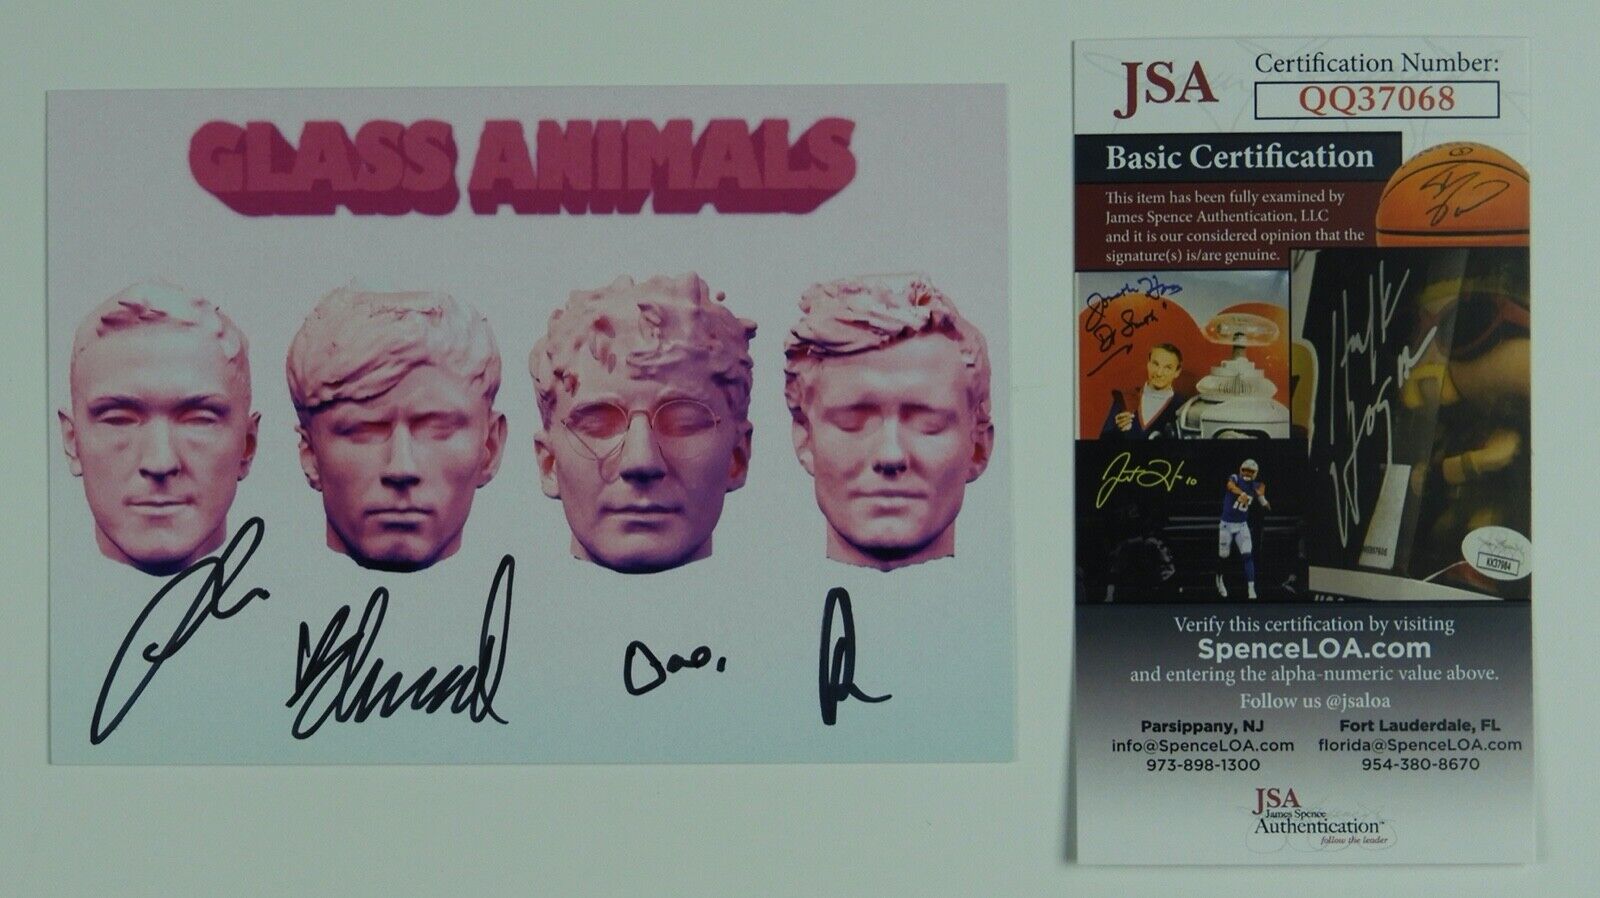 GLASS ANIMALS
Dave.
JSA
Certification Number:
QQ37068
Basic Certification
This item has been fully examined by
James Spence Authentication, LLC
and it is our considered opinion that the
signature(s) is/are genuine.
KK37984
Verify this certification by visiting
SpenceLOA.com
and entering the alpha-numeric value above.
Follow us @jsaloa
Parsippany, NJ
info@SpenceLOA.com
973-898-1300
Fort Lauderdale, FL
florida@SpenceLOA.com
954-380-8670
JSA
James Spence
Authentication™
follow the leader